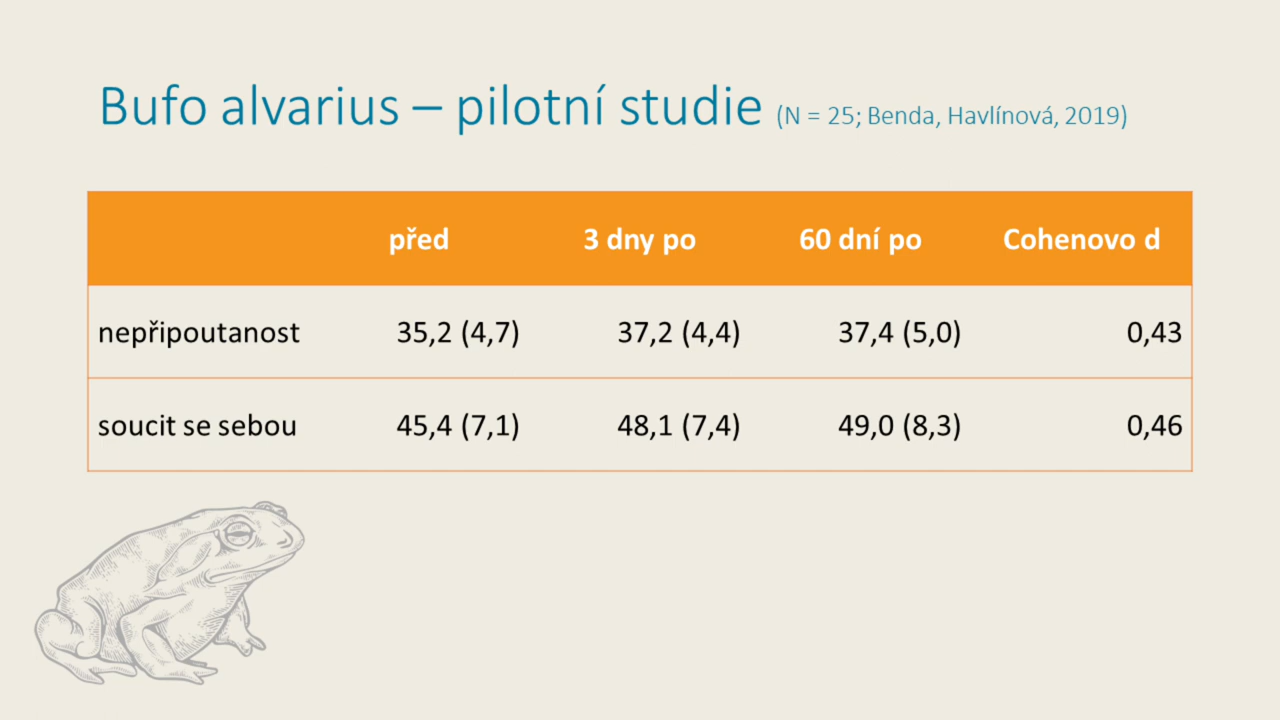 Bufo alvarius – pilotní studie (N = 25; Benda, Havlínová, 2019)
před 3 dny po 60 dní po Cohenovo d
nepřipoutanost 35,2 (4,7) 37,2 (4,4) 37,4 (5,0) 0,43
soucit se sebou 45,4 (7,1) 48,1 (7,4) 49,0 (8,3) 0,46